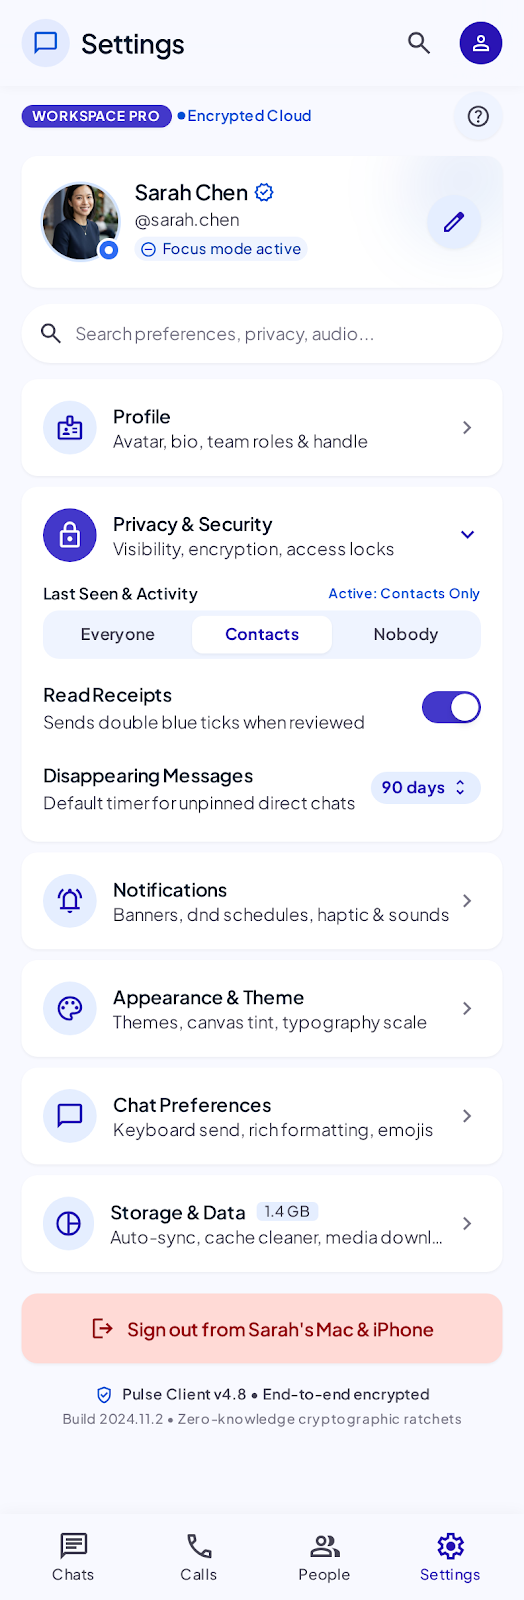 Settings
WORKSPACE PRO
Encrypted Cloud
Sarah Chen
@sarah.chen
Focus mode active
Search preferences, privacy, audio...
Profile
Avatar, bio, team roles & handle
Privacy & Security
Visibility, encryption, access locks
Last Seen & Activity
Active: Contacts Only
Everyone
Contacts
Nobody
Read Receipts
Sends double blue ticks when reviewed
Disappearing Messages
Default timer for unpinned direct chats
90 days
Notifications
Banners, dnd schedules, haptic & sounds
Appearance & Theme
Themes, canvas tint, typography scale
Chat Preferences
Keyboard send, rich formatting, emojis
Storage & Data
1.4 GB
Auto-sync, cache cleaner, media downl...
Sign out from Sarah's Mac & iPhone
Pulse Client v4.8 • End-to-end encrypted
Build 2024.11.2 • Zero-knowledge cryptographic ratchets
Chats
Calls
People
Settings